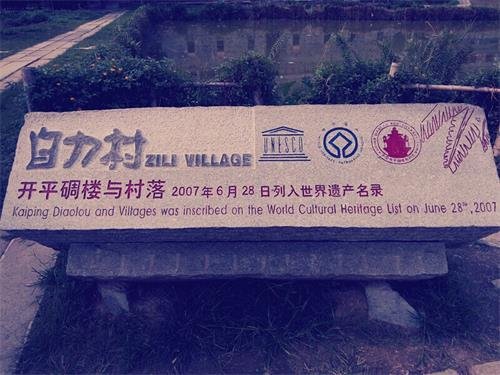 自力村 ZILI VILLAGE UNESCO
开平碉楼与村落 2007年6月28日列入世界遗产名录
Kaiping Diaolou and Villages was inscribed on the World Cultural Heritage List on June 28th, 2007